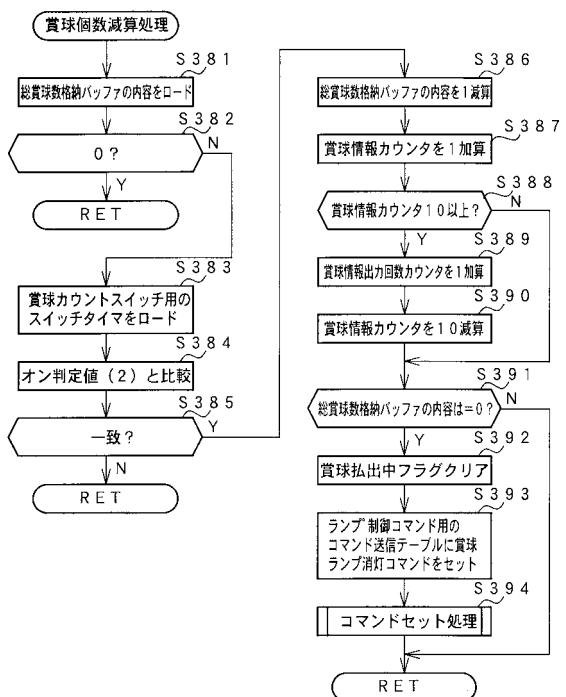 賞球個数減算処理
S381
総賞球数格納バッファの内容をロード
S382
0?
N
Y
RET
S383
賞球カウントスイッチ用の
スイッチタイマをロード
S384
オン判定値(2)と比較
S385
一致?
Y
N
RET
S386
総賞球数格納バッファの内容を1減算
S387
賞球情報カウンタを1加算
S388
賞球情報カウンタ10以上?
N
Y
S389
賞球情報出力回数カウンタを1加算
S390
賞球情報カウンタを10減算
S391
総賞球数格納バッファの内容は=0?
N
Y
S392
賞球払出中フラグクリア
S393
ランプ制御コマンド用の
コマンド送信テーブルに賞球
ランプ消灯コマンドをセット
S394
コマンドセット処理
RET